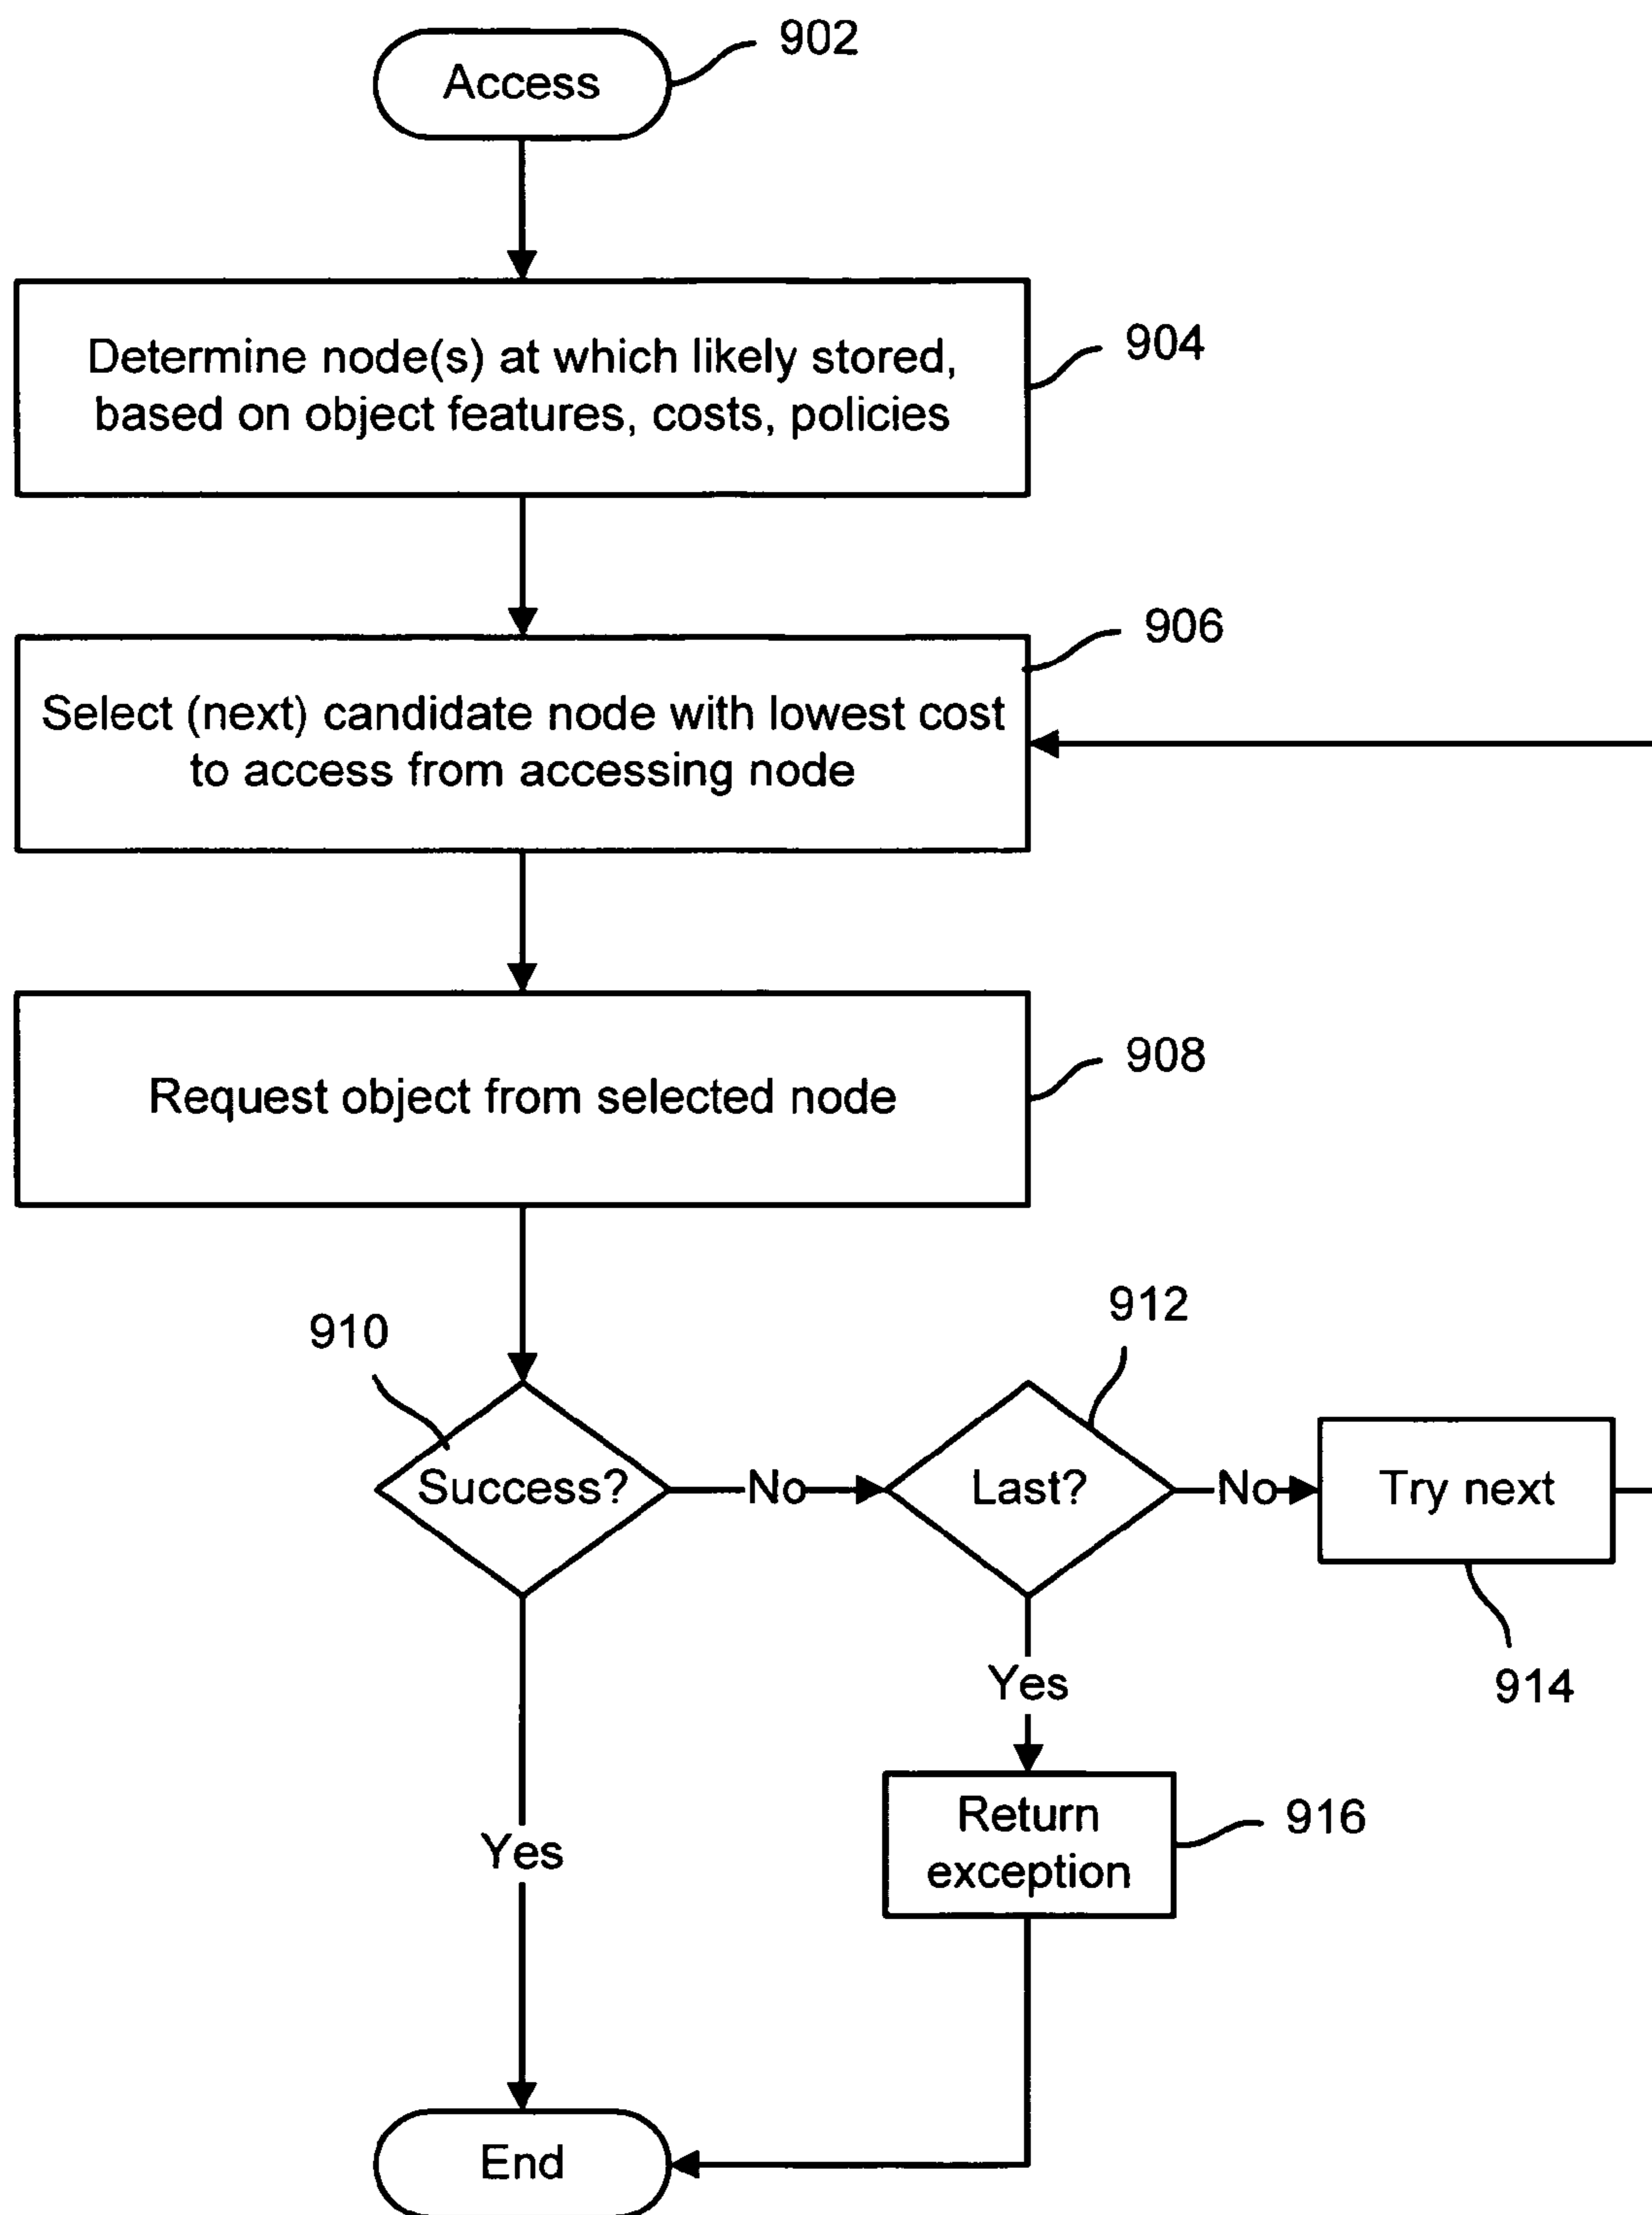 902
Access
904
Determine node(s) at which likely stored,
based on object features, costs, policies
906
Select (next) candidate node with lowest cost
to access from accessing node
908
Request object from selected node
910
912
Success?
No
Last?
No
Try next
914
Yes
Return
exception
916
Yes
End